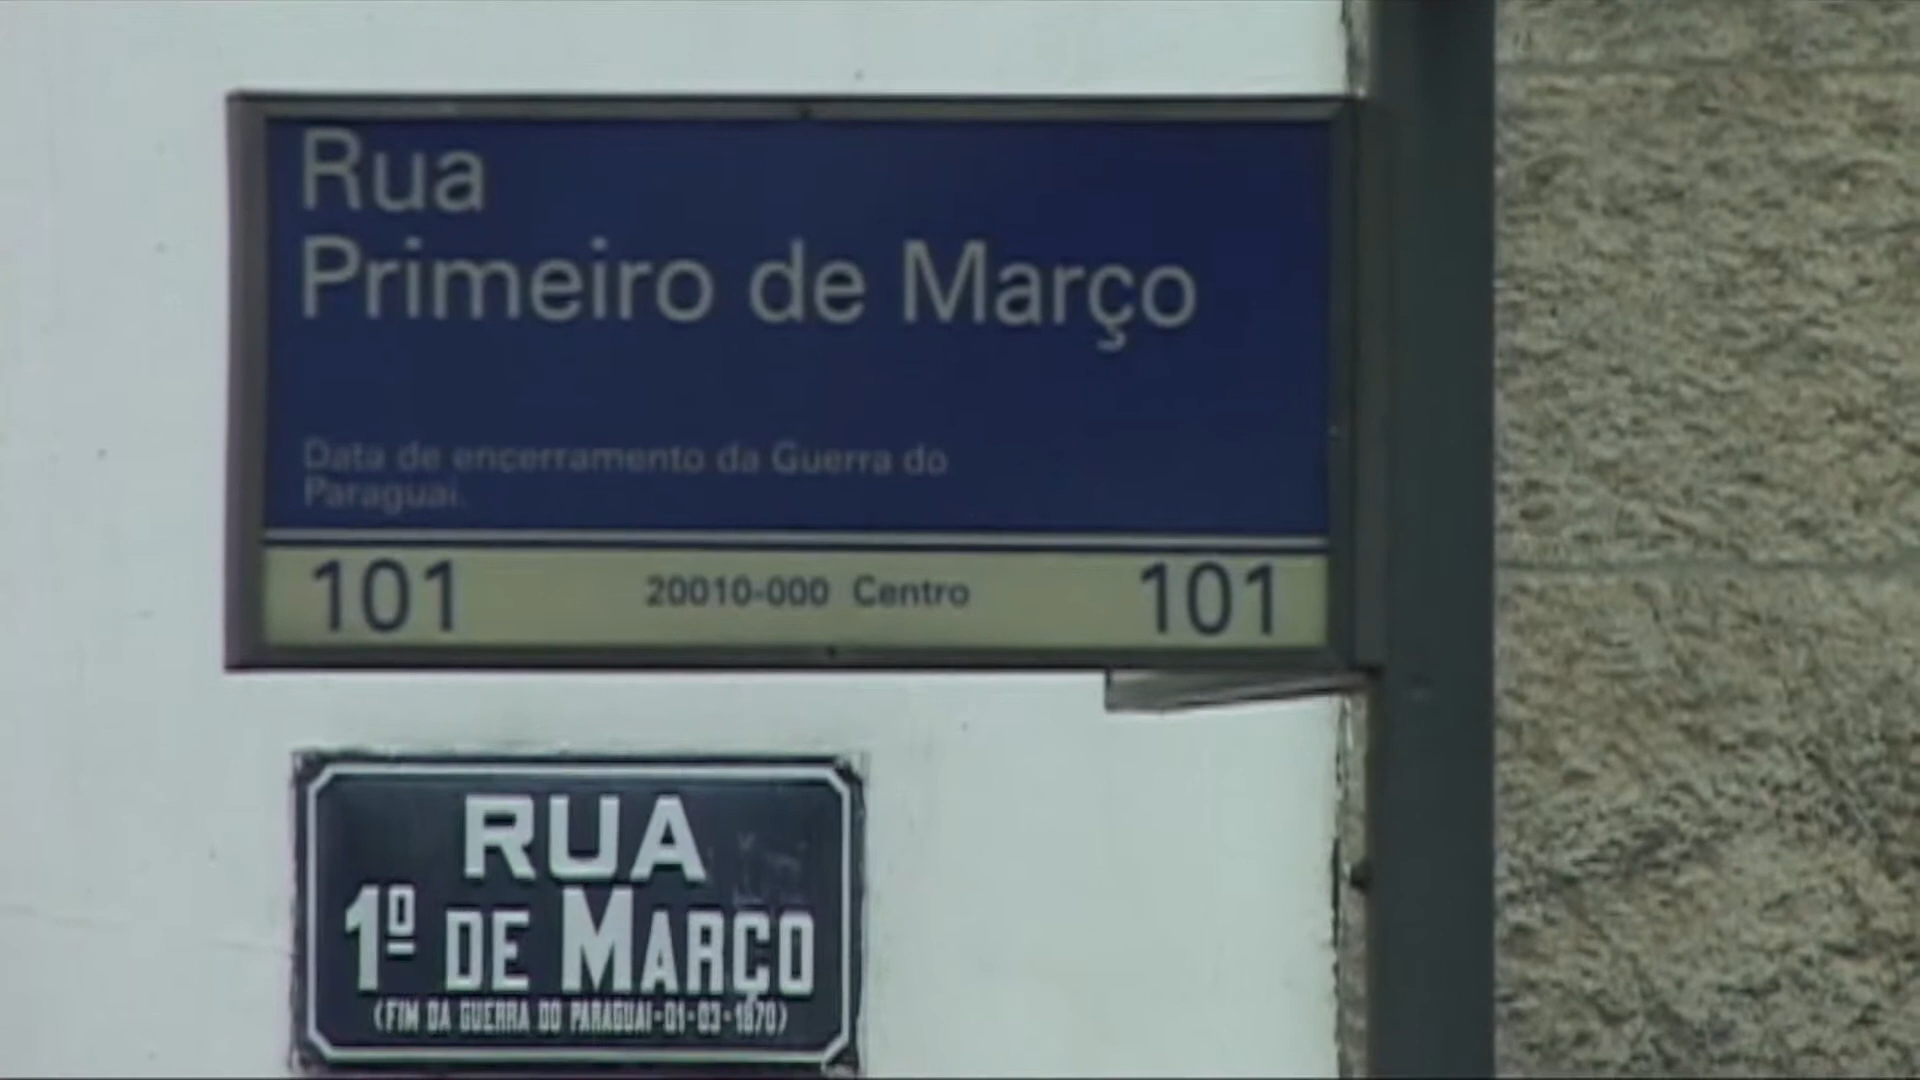 Rua
Primeiro de Março
Data de encerramento da Guerra do
Paraguai.
101 20010-000 Centro 101
RUA
1º DE MARÇO
(FIM DA GUERRA DO PARAGUAI-01-03-1870)